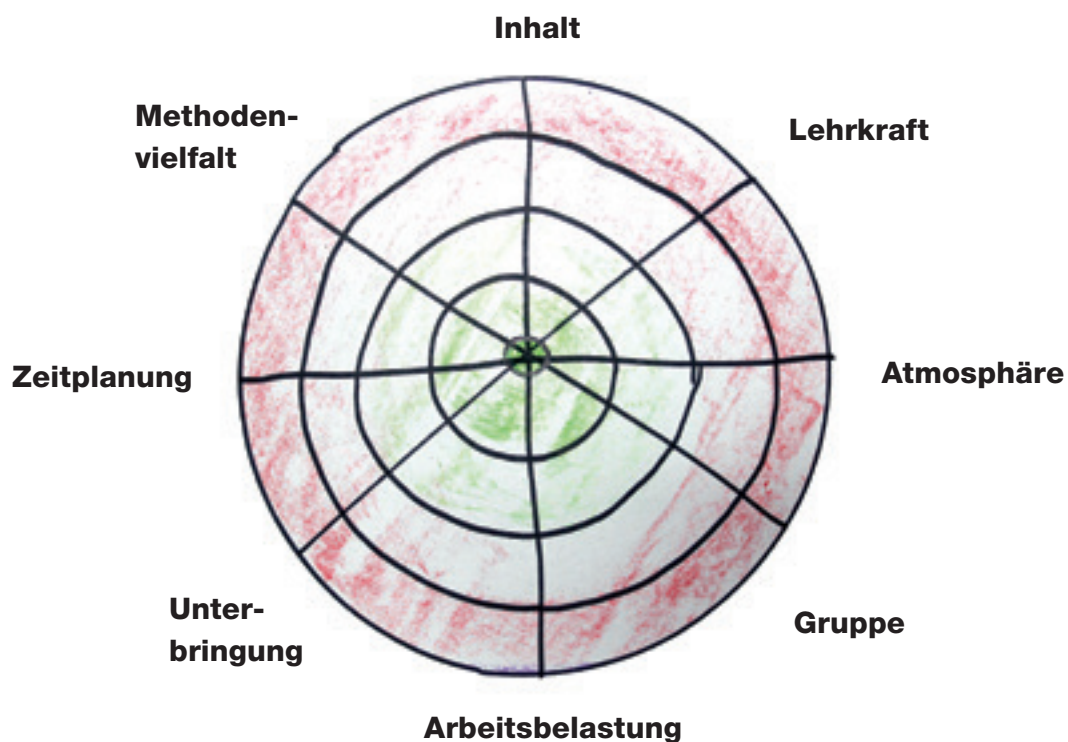 Inhalt
Methoden-
vielfalt
Lehrkraft
Zeitplanung
Atmosphäre
Unter-
bringung
Gruppe
Arbeitsbelastung